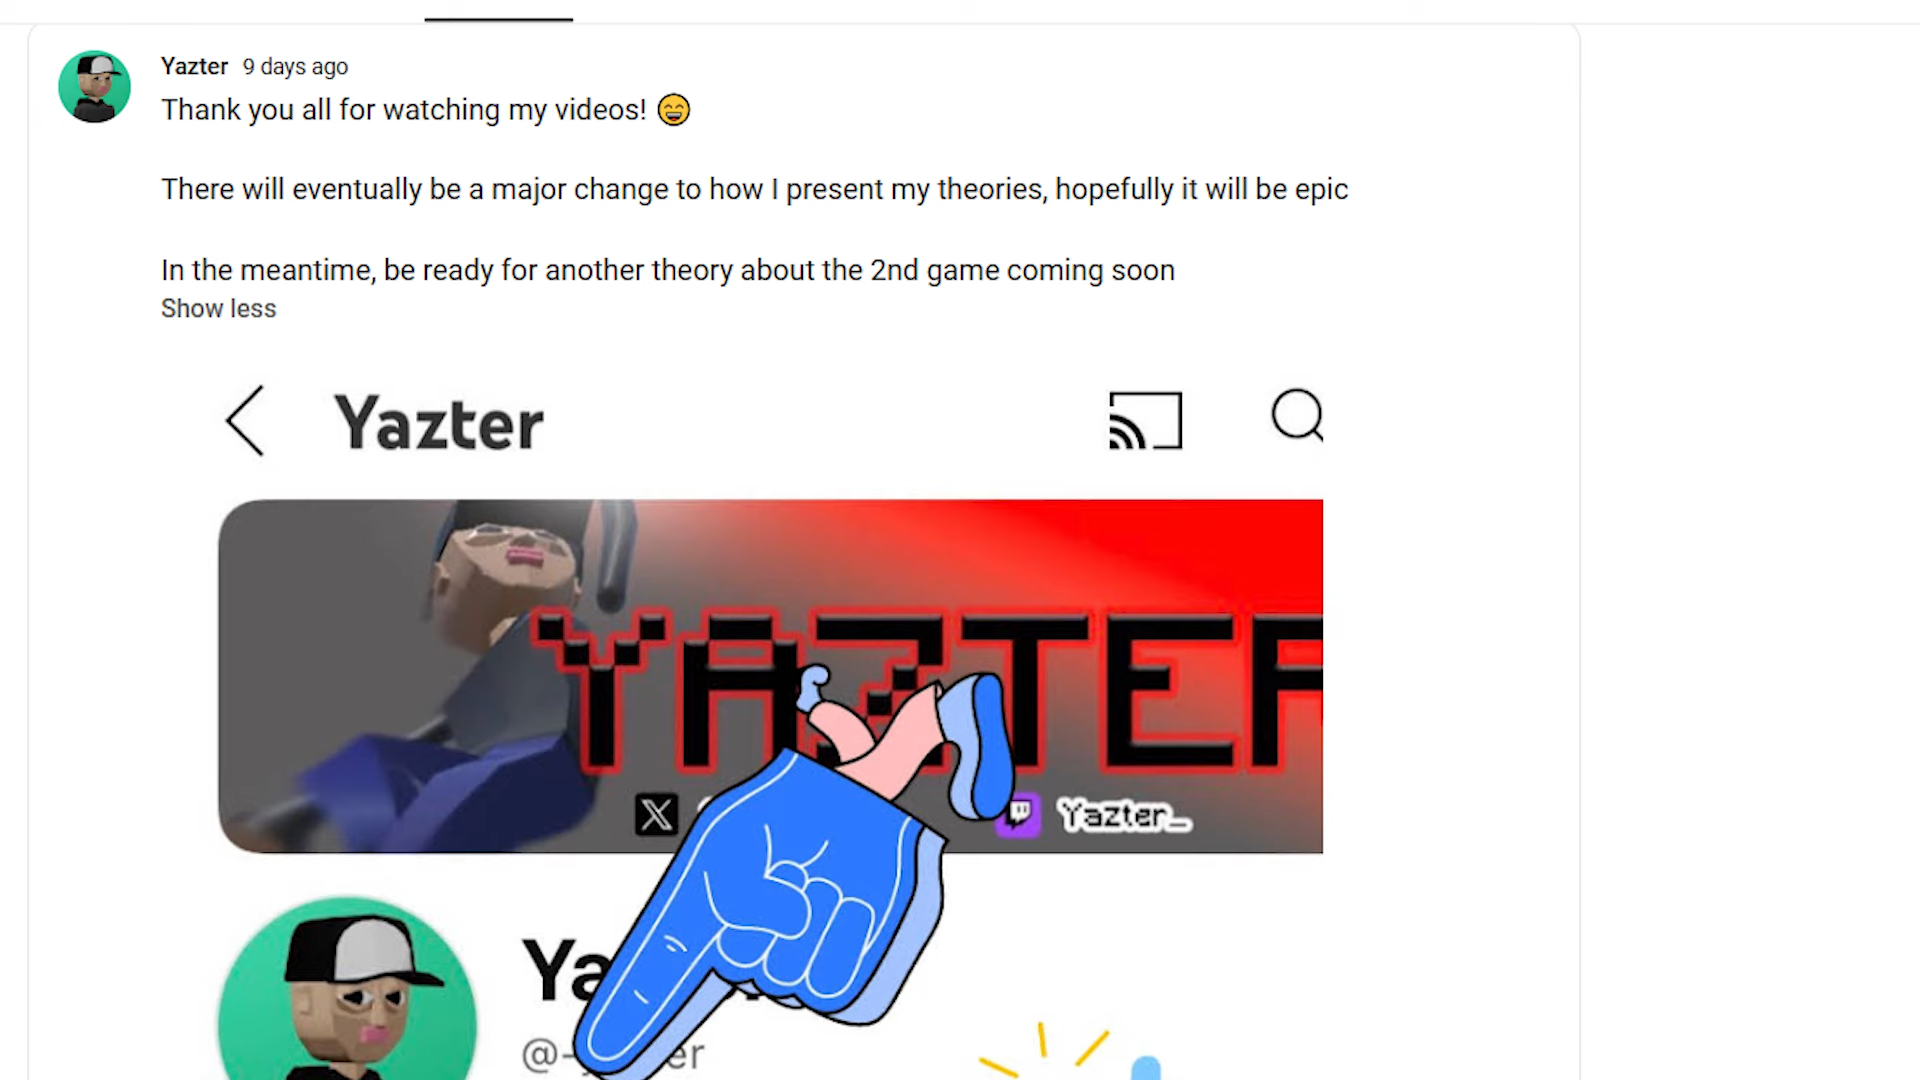 Yazter 9 days ago
Thank you all for watching my videos! 😄
There will eventually be a major change to how I present my theories, hopefully it will be epic
In the meantime, be ready for another theory about the 2nd game coming soon
Show less
Yazter
YAZTER
Yazter_